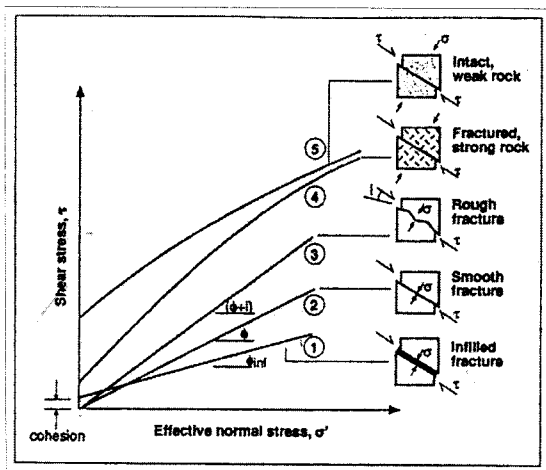 τ
σ
Intact,
weak rock
τ
Fractured,
strong rock
5
4
i
σ
Rough
fracture
τ
3
(ϕ+i)
2
ϕ
σ
Smooth
fracture
1
ϕinf
σ
Infilled
fracture
τ
Shear stress, τ
cohesion
Effective normal stress, σ'